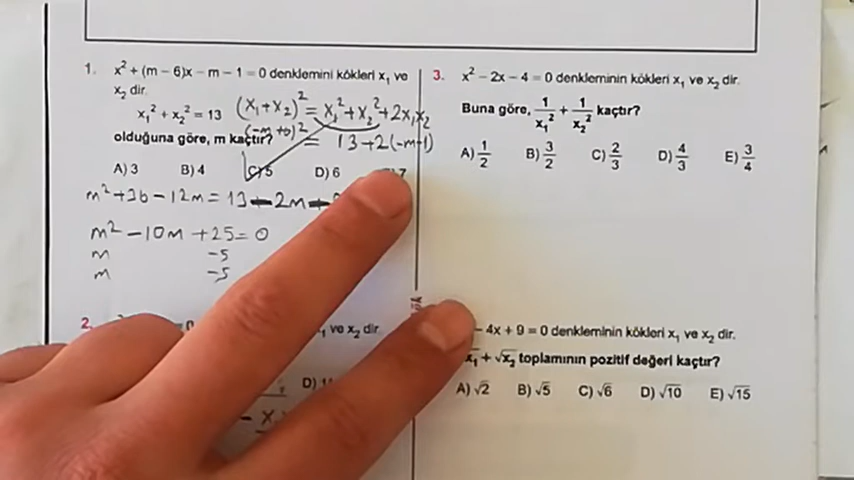 1. x² + (m – 6)x – m – 1 = 0 denklemini kökleri x₁ ve
x₂ dir.
x₁² + x₂² = 13 (x₁ + x₂)² = x₁² + x₂² + 2x₁x₂
(-m+6)² = 13+2(-m-1)
olduğuna göre, m kaçtır?
A) 3 B) 4 C) 5 D) 6 E) 7
m²+36-12m=13-2m-
m²-10m+25=0
m -5
m -5
2. = 0 ve x₂ dir.
D)
3. x² – 2x – 4 = 0 denkleminin kökleri x₁ ve x₂ dir.
Buna göre, 1/x₁² + 1/x₂² kaçtır?
A) 1/2 B) 3/2 C) 2/3 D) 4/3 E) 3/4
– 4x + 9 = 0 denkleminin kökleri x₁ ve x₂ dir.
√x₁ + √x₂ toplamının pozitif değeri kaçtır?
A) √2 B) √5 C) √6 D) √10 E) √15